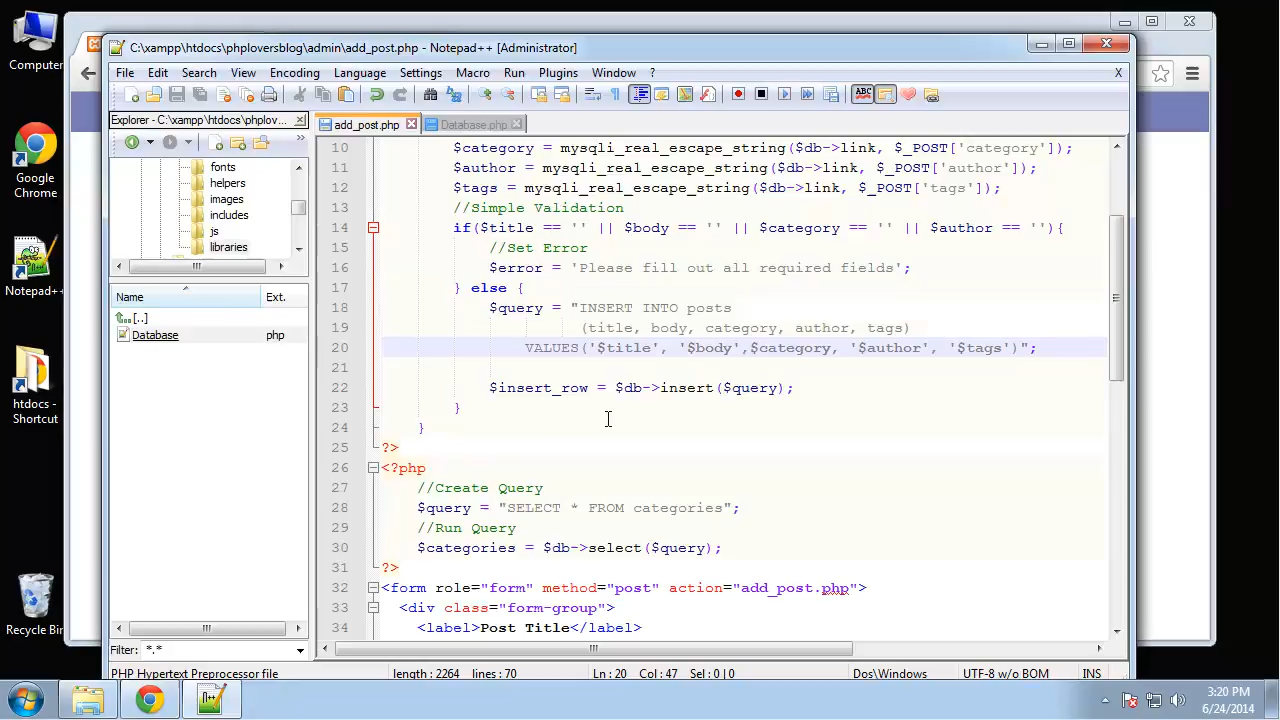 Computer
Google
Chrome
Notepad++
htdocs -
Shortcut
Recycle Bin
C:\xampp\htdocs\phploversblog\admin\add_post.php - Notepad++ [Administrator]
File Edit Search View Encoding Language Settings Macro Run Plugins Window ? X
Explorer - C:\xampp\htdocs\phplov...
fonts
helpers
images
includes
js
libraries
Name Ext.
[..]
Database php
Filter: *.*
add_post.php Database.php
10 $category = mysqli_real_escape_string($db->link, $_POST['category']);
11 $author = mysqli_real_escape_string($db->link, $_POST['author']);
12 $tags = mysqli_real_escape_string($db->link, $_POST['tags']);
13 //Simple Validation
14 if($title == '' || $body == '' || $category == '' || $author == ''){
15 //Set Error
16 $error = 'Please fill out all required fields';
17 } else {
18 $query = "INSERT INTO posts
19 (title, body, category, author, tags)
20 VALUES('$title', '$body',$category, '$author', '$tags')";
21
22 $insert_row = $db->insert($query);
23 }
24 }
25 ?>
26 <?php
27 //Create Query
28 $query = "SELECT * FROM categories";
29 //Run Query
30 $categories = $db->select($query);
31 ?>
32 <form role="form" method="post" action="add_post.php">
33 <div class="form-group">
34 <label>Post Title</label>
PHP Hypertext Preprocessor file length : 2264 lines : 70 Ln : 20 Col : 47 Sel : 0 | 0 Dos\Windows UTF-8 w/o BOM INS
3:20 PM
6/24/2014